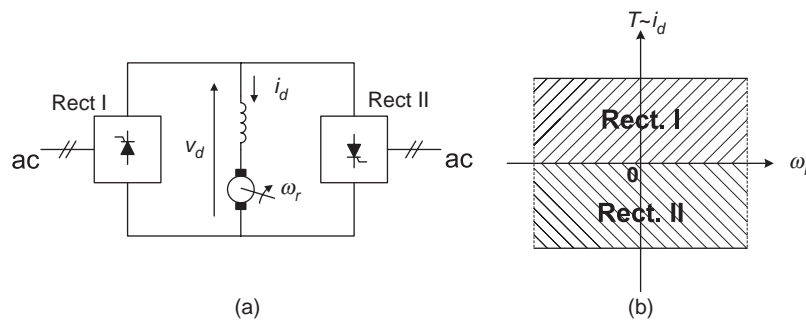 T~i_d
Rect I
i_d
Rect II
Rect. I
v_d
ac
ac
0
ω_r
ω_r
Rect. II
(a)
(b)